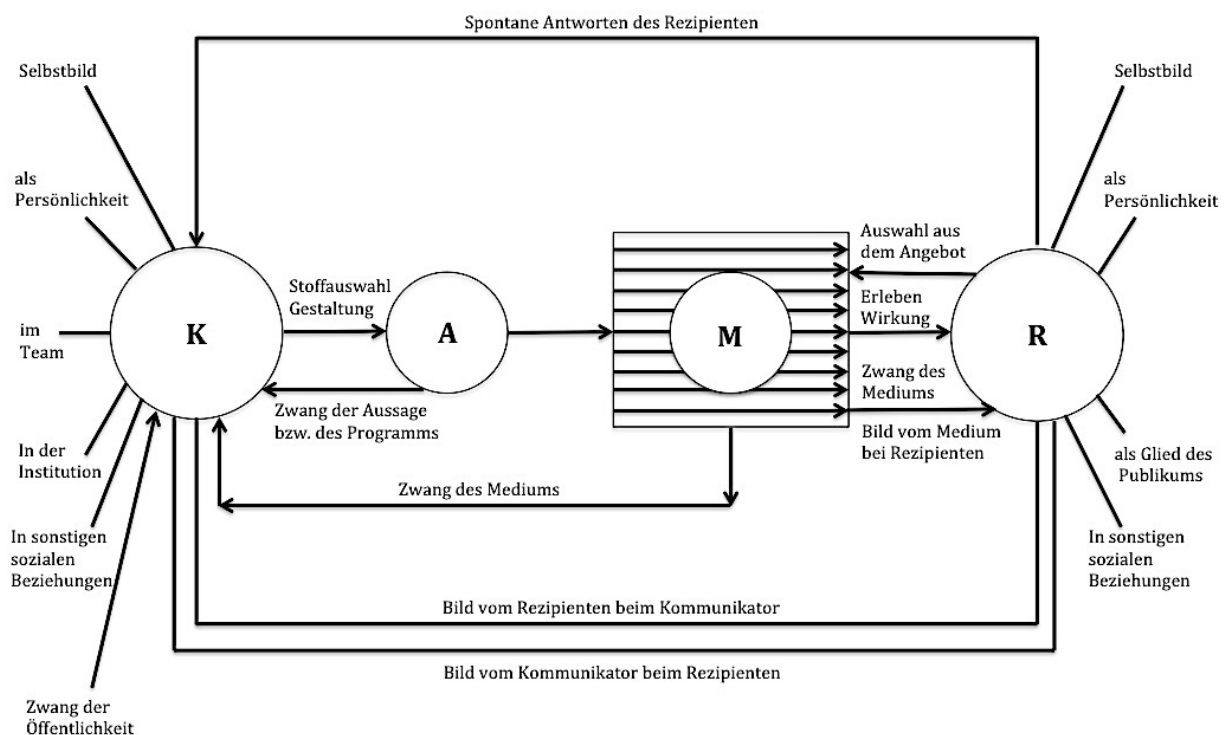 Spontane Antworten des Rezipienten
Selbstbild
als
Persönlichkeit
im
Team
In der
Institution
In sonstigen
sozialen
Beziehungen
Zwang der
Öffentlichkeit
K
Stoffauswahl
Gestaltung
Zwang der Aussage
bzw. des Programms
A
Zwang des Mediums
M
Auswahl aus
dem Angebot
Erleben
Wirkung
Zwang des
Mediums
Bild vom Medium
bei Rezipienten
R
Selbstbild
als
Persönlichkeit
als Glied des
Publikums
In sonstigen
sozialen
Beziehungen
Bild vom Rezipienten beim Kommunikator
Bild vom Kommunikator beim Rezipienten